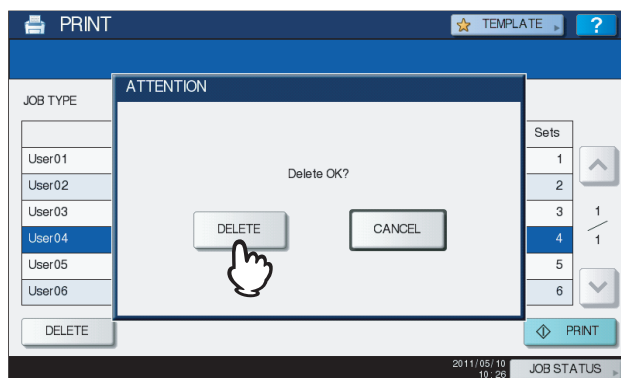 PRINT
TEMPLATE
?
ATTENTION
JOB TYPE
Sets
User01 1
Delete OK?
User02 2
User03 3
DELETE CANCEL
1
1
User04 4
User05 5
User06 6
DELETE PRINT
2011/05/10
10:26
JOB STATUS